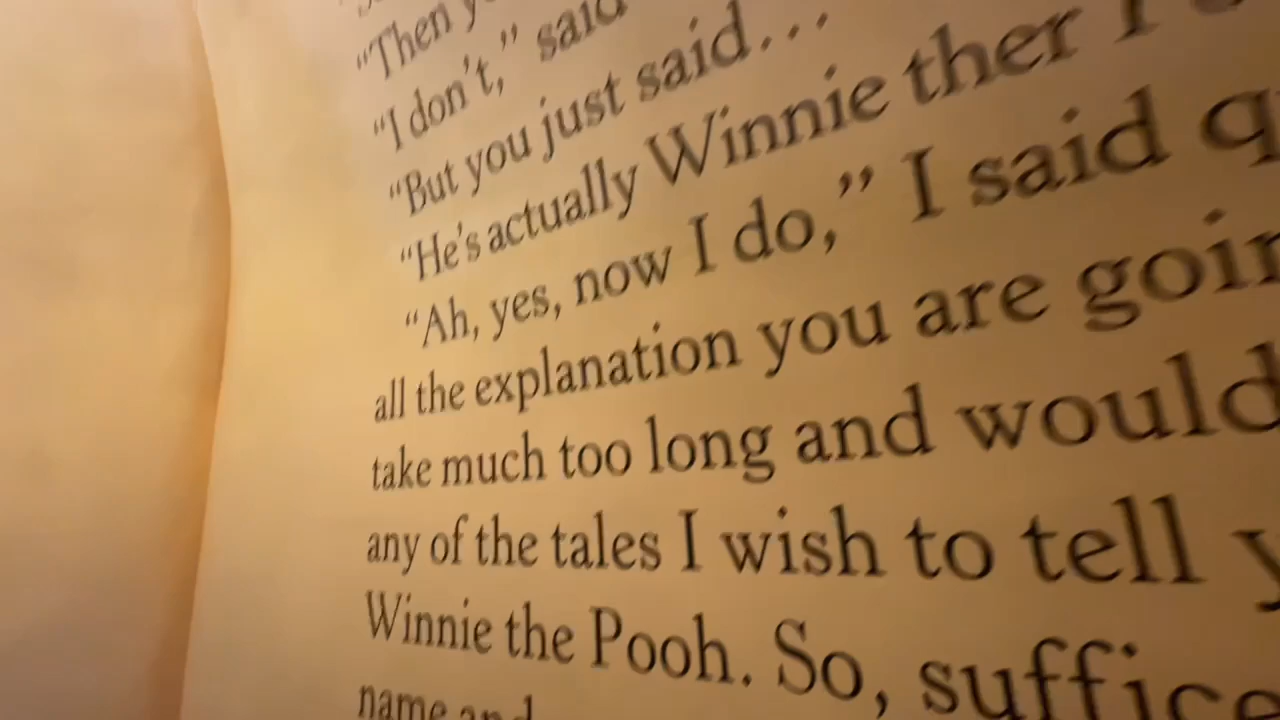 “Then
“I don’t,” said
“But you just said...
“He’s actually Winnie ther
“Ah, yes, now I do,” I said
all the explanation you are
take much too long and would
any of the tales I wish to tell
Winnie the Pooh. So, suffice
name and